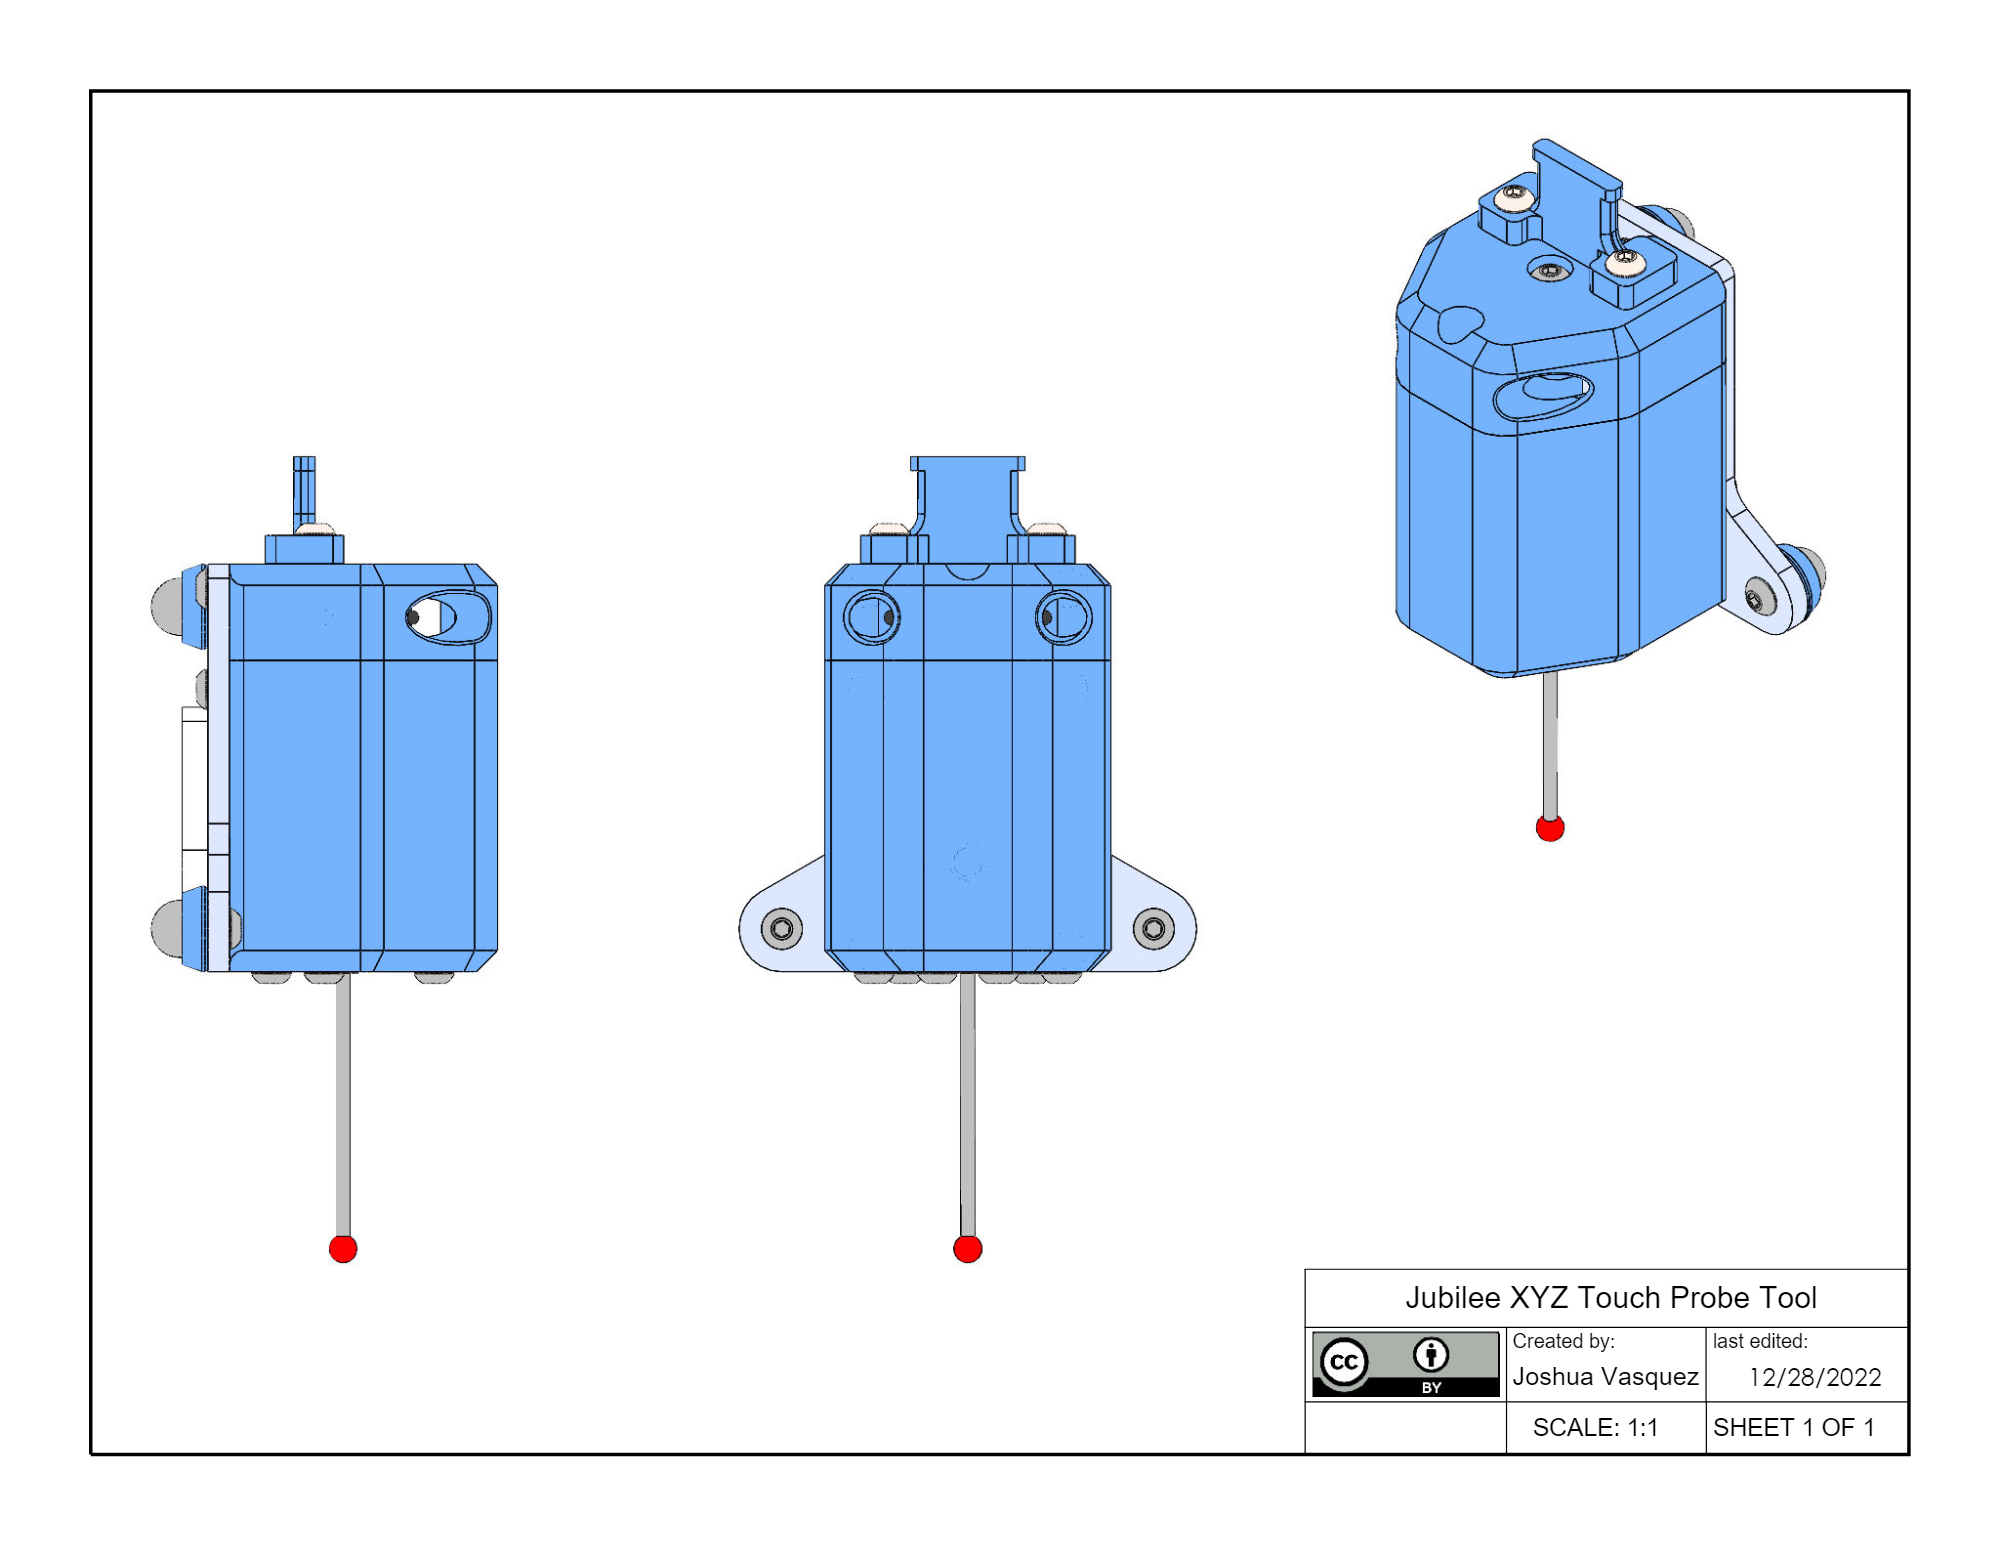 Jubilee XYZ Touch Probe Tool
cc
BY
Created by:
Joshua Vasquez
last edited:
12/28/2022
SCALE: 1:1
SHEET 1 OF 1